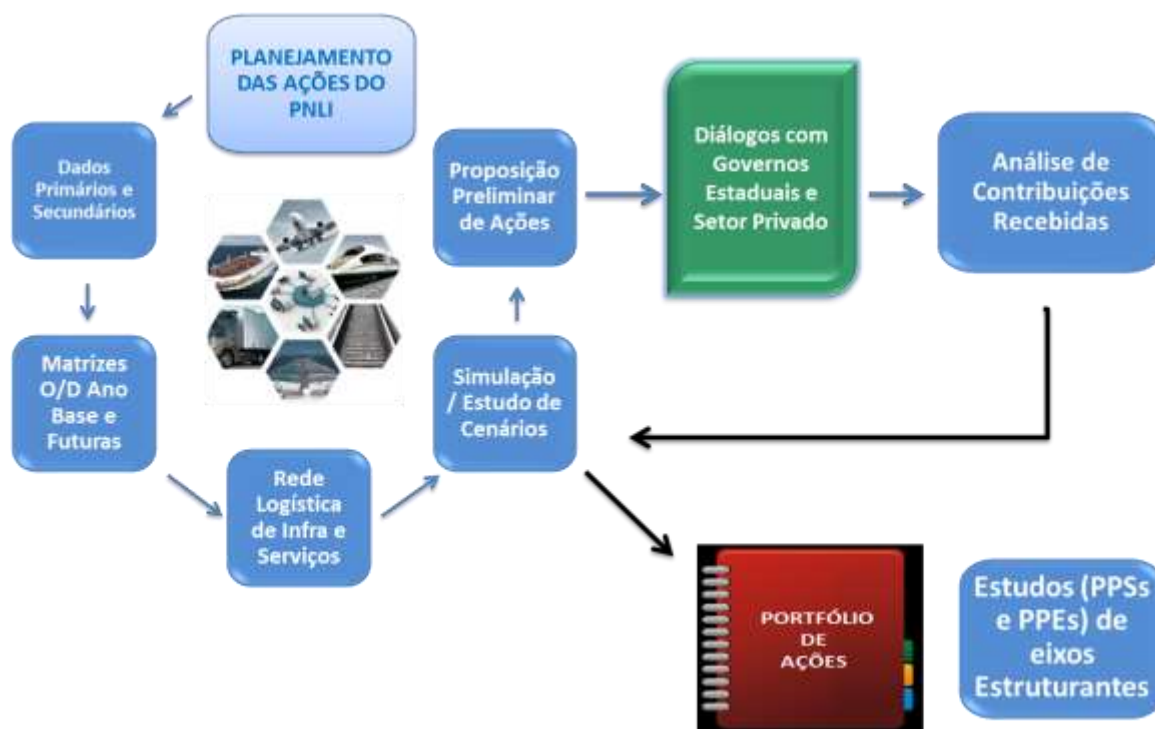 PLANEJAMENTO
DAS AÇÕES DO
PNLI
Dados
Primários e
Secundários
Matrizes
O/D Ano
Base e
Futuras
Rede
Logística
de Infra e
Serviços
Simulação
/ Estudo de
Cenários
Proposição
Preliminar
de Ações
Diálogos com
Governos
Estaduais e
Setor Privado
Análise de
Contribuições
Recebidas
PORTFÓLIO
DE
AÇÕES
Estudos (PPSs
e PPEs) de
eixos
Estruturantes